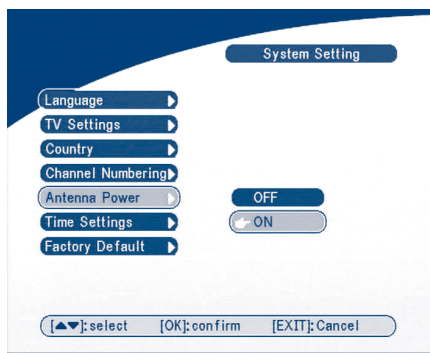 System Setting
Language
TV Settings
Country
Channel Numbering
Antenna Power
OFF
Time Settings
ON
Factory Default
[▲▼]:select [OK]:confirm [EXIT]:Cancel